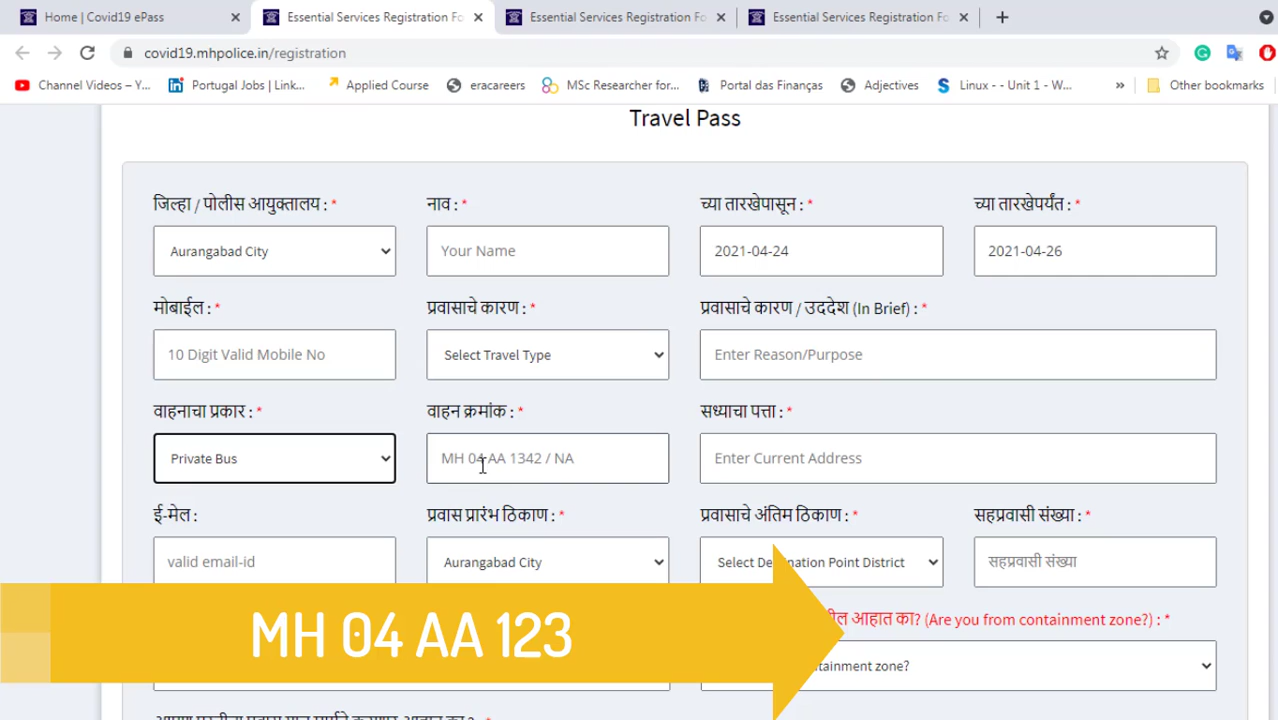 Home | Covid19 ePass
Essential Services Registration Fo
Essential Services Registration Fo
Essential Services Registration Fo
covid19.mhpolice.in/registration
Channel Videos – Y...
Portugal Jobs | Link...
Applied Course
eracareers
MSc Researcher for...
Portal das Finanças
Adjectives
Linux - - Unit 1 - W...
»
Other bookmarks
Travel Pass
जिल्हा / पोलीस आयुक्तालय : *
नाव : *
च्या तारखेपासून : *
च्या तारखेपर्यंत : *
Aurangabad City
Your Name
2021-04-24
2021-04-26
मोबाईल : *
प्रवासाचे कारण : *
प्रवासाचे कारण / उददेश (In Brief) : *
10 Digit Valid Mobile No
Select Travel Type
Enter Reason/Purpose
वाहनाचा प्रकार : *
वाहन क्रमांक : *
सध्याचा पत्ता : *
Private Bus
MH 04 AA 1342 / NA
Enter Current Address
ई-मेल :
प्रवास प्रारंभ ठिकाण : *
प्रवासाचे अंतिम ठिकाण : *
सहप्रवासी संख्या : *
valid email-id
Aurangabad City
Select Destination Point District
सहप्रवासी संख्या
आहात का? (Are you from containment zone?) : *
MH 04 AA 123
zone?